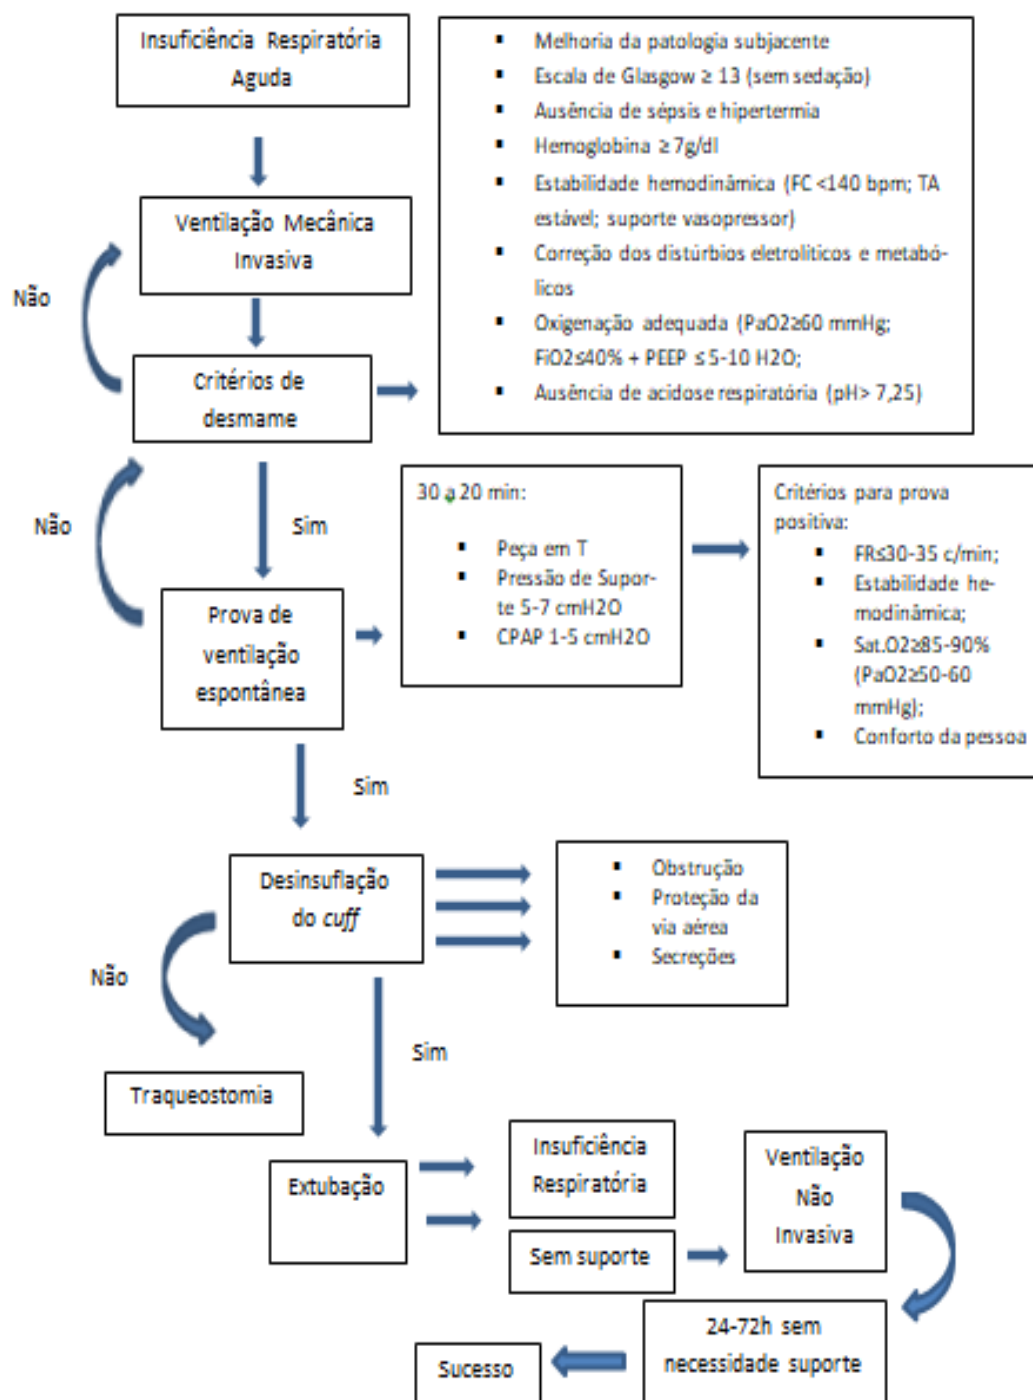 Insuficiência Respiratória
Aguda
▪ Melhoria da patologia subjacente
▪ Escala de Glasgow ≥ 13 (sem sedação)
▪ Ausência de sépsis e hipertermia
▪ Hemoglobina ≥ 7g/dl
▪ Estabilidade hemodinâmica (FC <140 bpm; TA
estável; suporte vasopressor)
▪ Correção dos distúrbios eletrolíticos e metabó-
licos
▪ Oxigenação adequada (PaO2≥60 mmHg;
FiO2≤40% + PEEP ≤ 5-10 H2O;
▪ Ausência de acidose respiratória (pH> 7,25)
Ventilação Mecânica
Invasiva
Não
Critérios de
desmame
Não
Sim
30 a 20 min:
▪ Peça em T
▪ Pressão de Supor-
te 5-7 cmH2O
▪ CPAP 1-5 cmH2O
Critérios para prova
positiva:
▪ FR≤30-35 c/min;
▪ Estabilidade he-
modinâmica;
▪ Sat.O2≥85-90%
(PaO2≥50-60
mmHg);
▪ Conforto da pessoa
Prova de
ventilação
espontânea
Sim
Desinsuflação
do cuff
▪ Obstrução
▪ Proteção da
via aérea
▪ Secreções
Não
Sim
Traqueostomia
Extubação
Insuficiência
Respiratória
Sem suporte
Ventilação
Não
Invasiva
24-72h sem
necessidade suporte
Sucesso